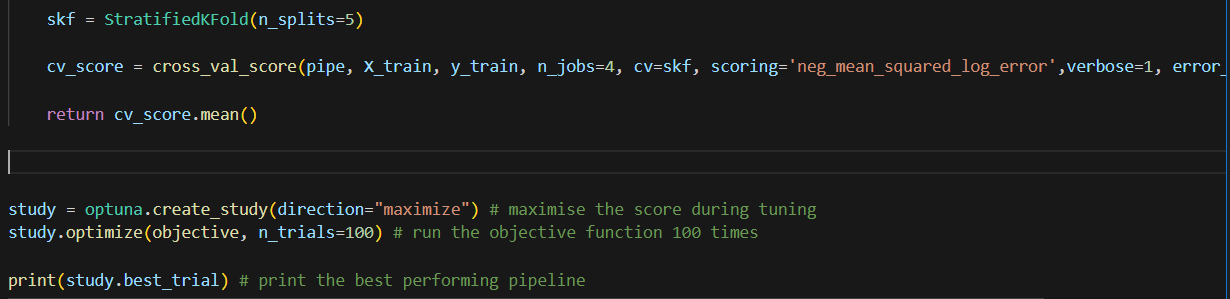 skf = StratifiedKFold(n_splits=5)
cv_score = cross_val_score(pipe, X_train, y_train, n_jobs=4, cv=skf, scoring='neg_mean_squared_log_error',verbose=1, error_
return cv_score.mean()
study = optuna.create_study(direction="maximize") # maximise the score during tuning
study.optimize(objective, n_trials=100) # run the objective function 100 times
print(study.best_trial) # print the best performing pipeline